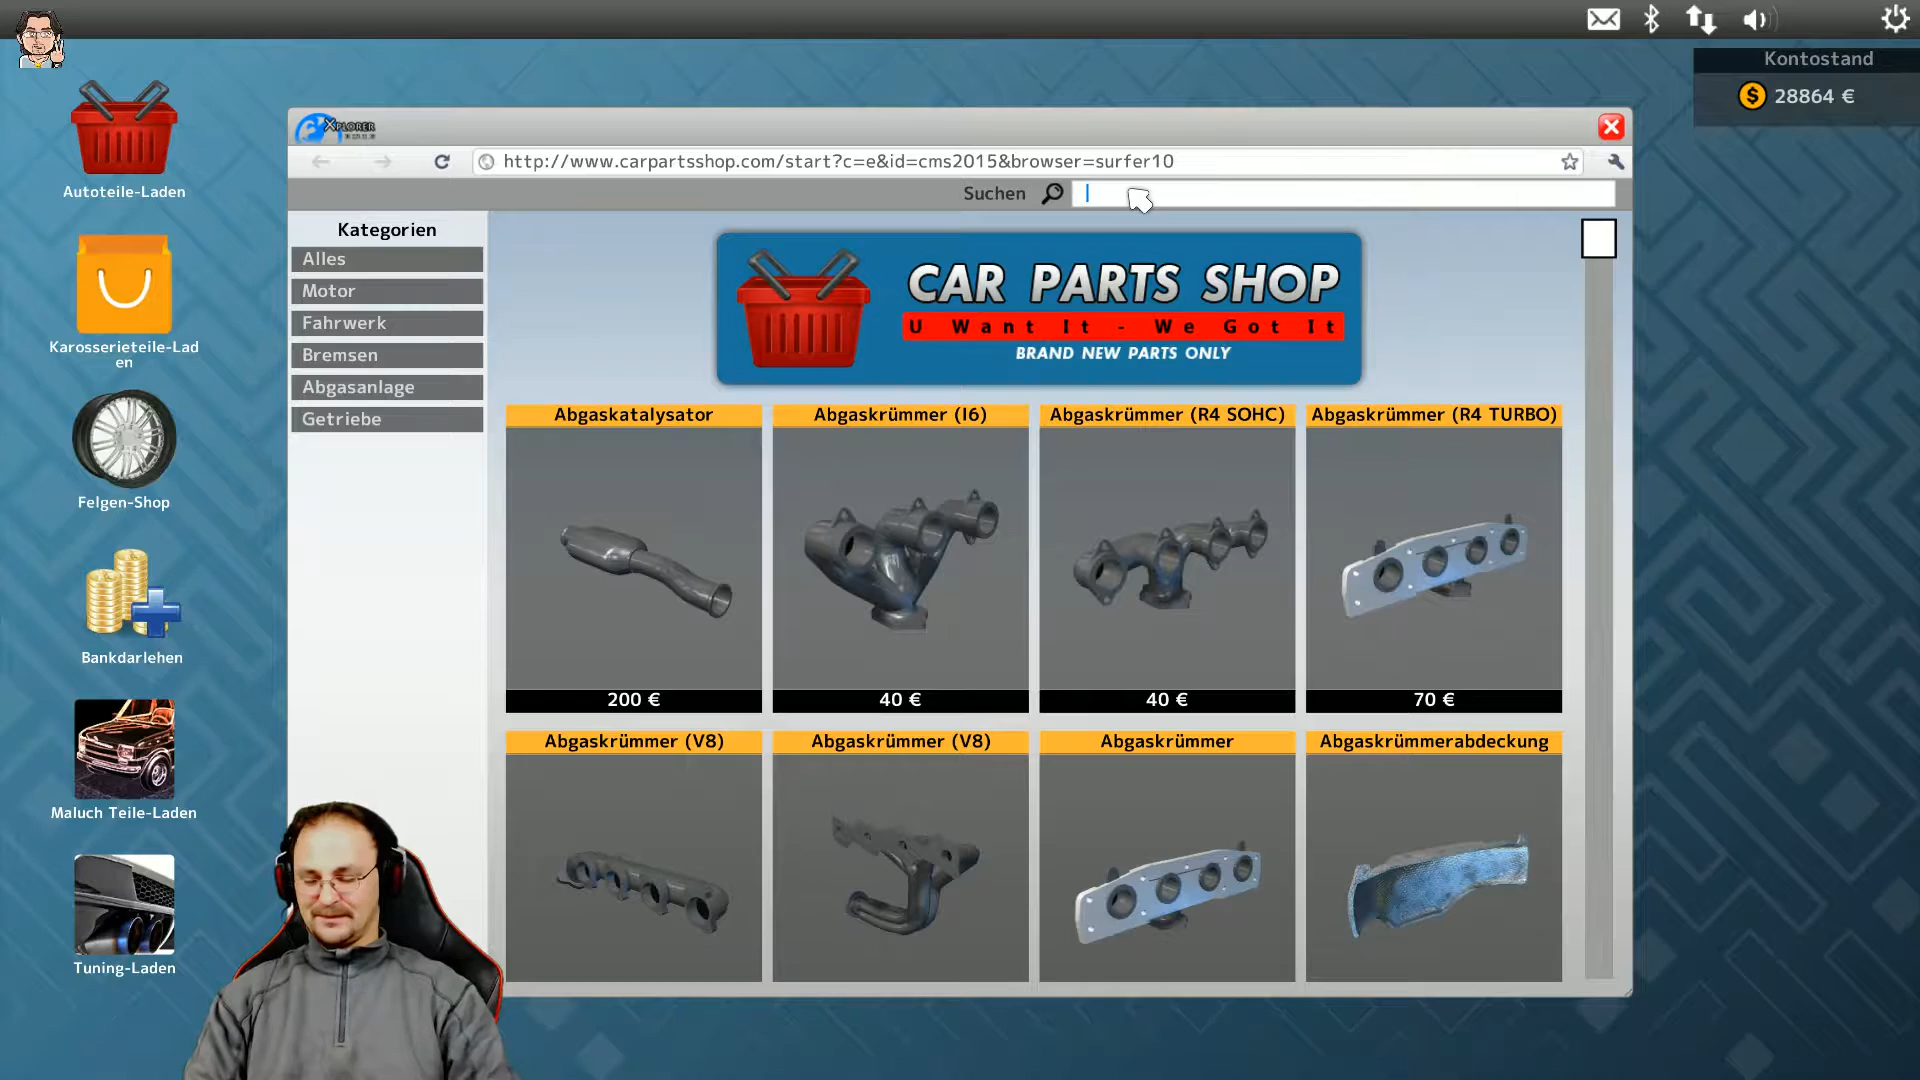 Kontostand
28864 €
Autoteile-Laden
Karosserieteile-Lad
en
Felgen-Shop
Bankdarlehen
Maluch Teile-Laden
Tuning-Laden
XPLORER
http://www.carpartsshop.com/start?c=e&id=cms2015&browser=surfer10
Suchen
Kategorien
Alles
Motor
Fahrwerk
Bremsen
Abgasanlage
Getriebe
CAR PARTS SHOP
U Want It - We Got It
BRAND NEW PARTS ONLY
Abgaskatalysator
Abgaskrümmer (I6)
Abgaskrümmer (R4 SOHC)
Abgaskrümmer (R4 TURBO)
200 €
40 €
40 €
70 €
Abgaskrümmer (V8)
Abgaskrümmer (V8)
Abgaskrümmer
Abgaskrümmerabdeckung